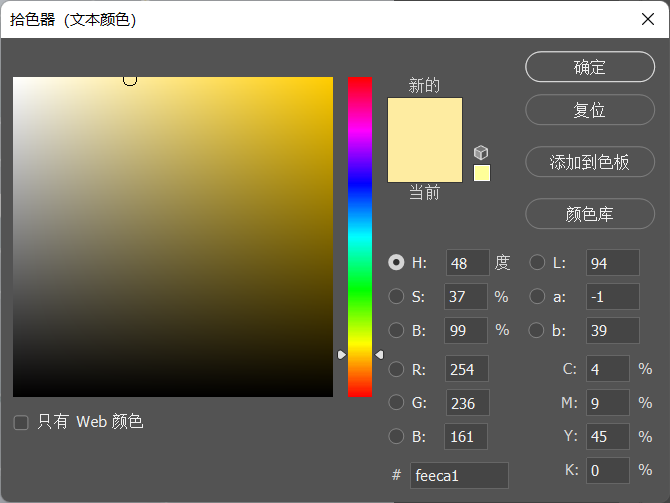 拾色器（文本颜色）
新的
当前
确定
复位
添加到色板
颜色库
H: 48 度
S: 37 %
B: 99 %
R: 254
G: 236
B: 161
# feeca1
L: 94
a: -1
b: 39
C: 4 %
M: 9 %
Y: 45 %
K: 0 %
只有 Web 颜色